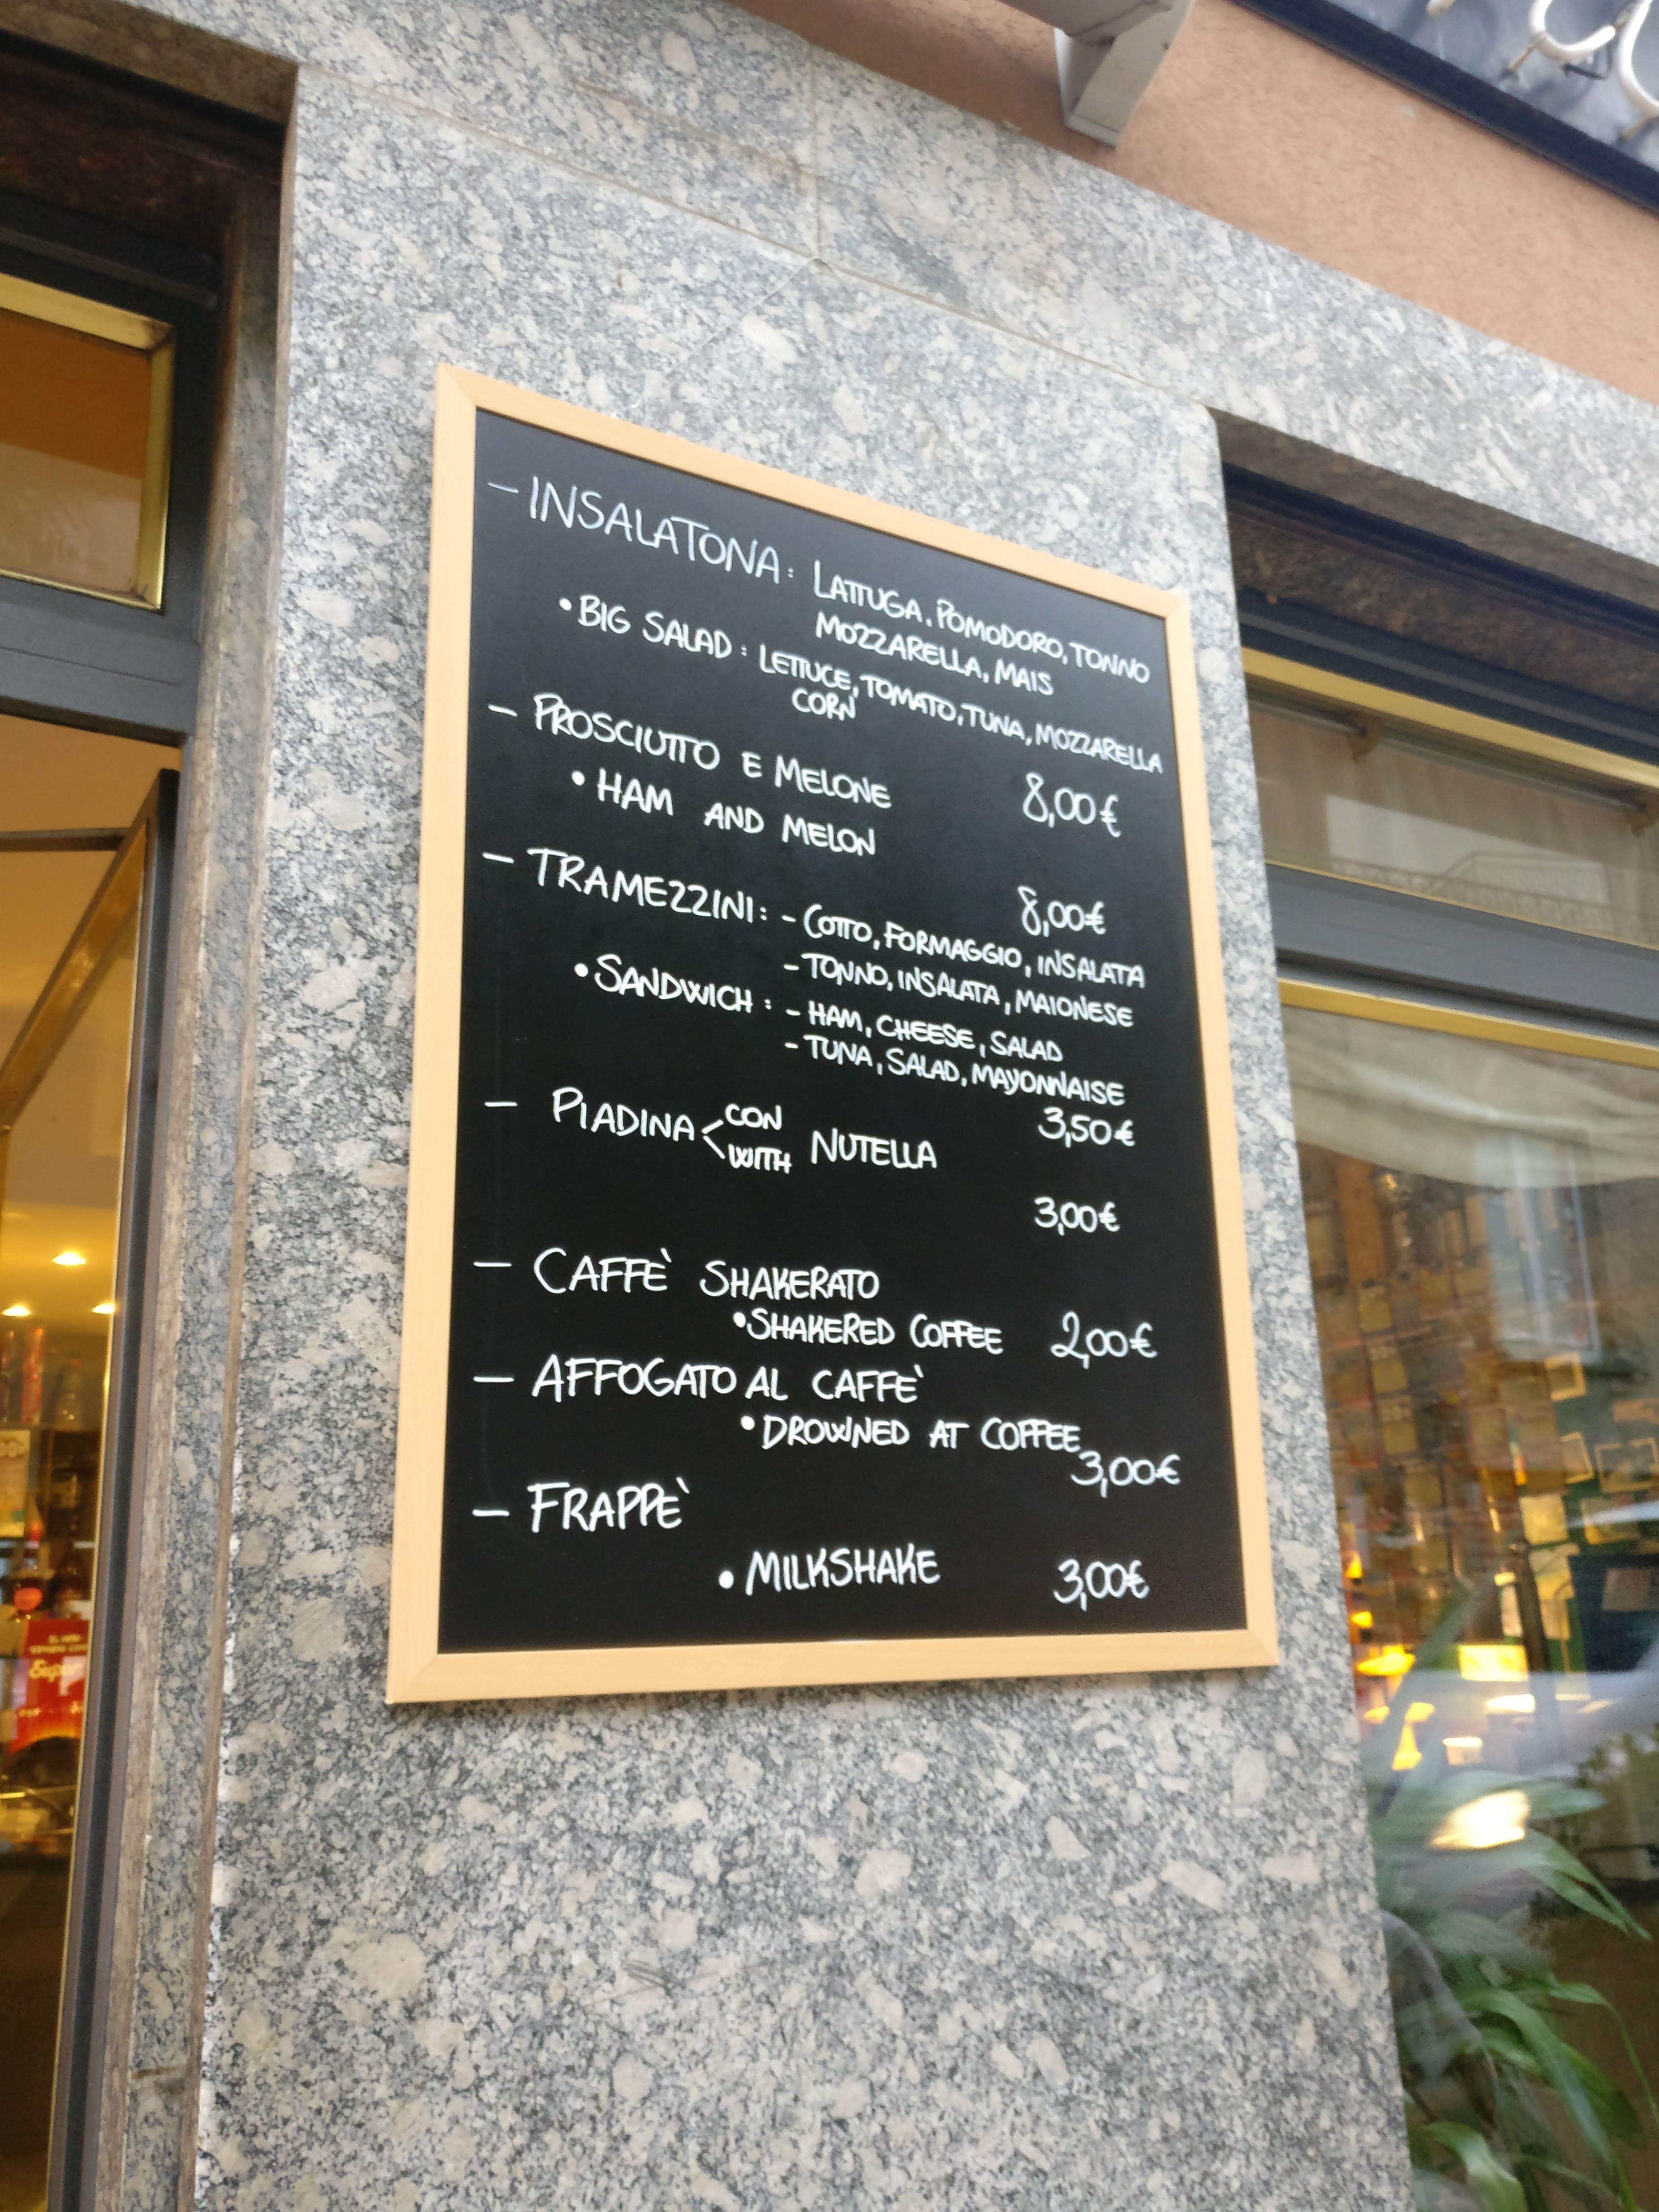 — INSALATONA: LATTUGA, POMODORO, TONNO
MOZZARELLA, MAIS
• BIG SALAD: LETTUCE, TOMATO, TUNA, MOZZARELLA
CORN
8,00€
— PROSCIUTTO E MELONE
• HAM AND MELON
8,00€
— TRAMEZZINI: - COTTO, FORMAGGIO, INSALATA
- TONNO, INSALATA, MAIONESE
• SANDWICH: - HAM, CHEESE, SALAD
- TUNA, SALAD, MAYONNAISE
3,50€
— PIADINA < CON
WITH NUTELLA
3,00€
— CAFFÈ SHAKERATO
• SHAKERED COFFEE 2,00€
— AFFOGATO AL CAFFÈ
• DROWNED AT COFFEE
3,00€
— FRAPPÈ
• MILKSHAKE 3,00€